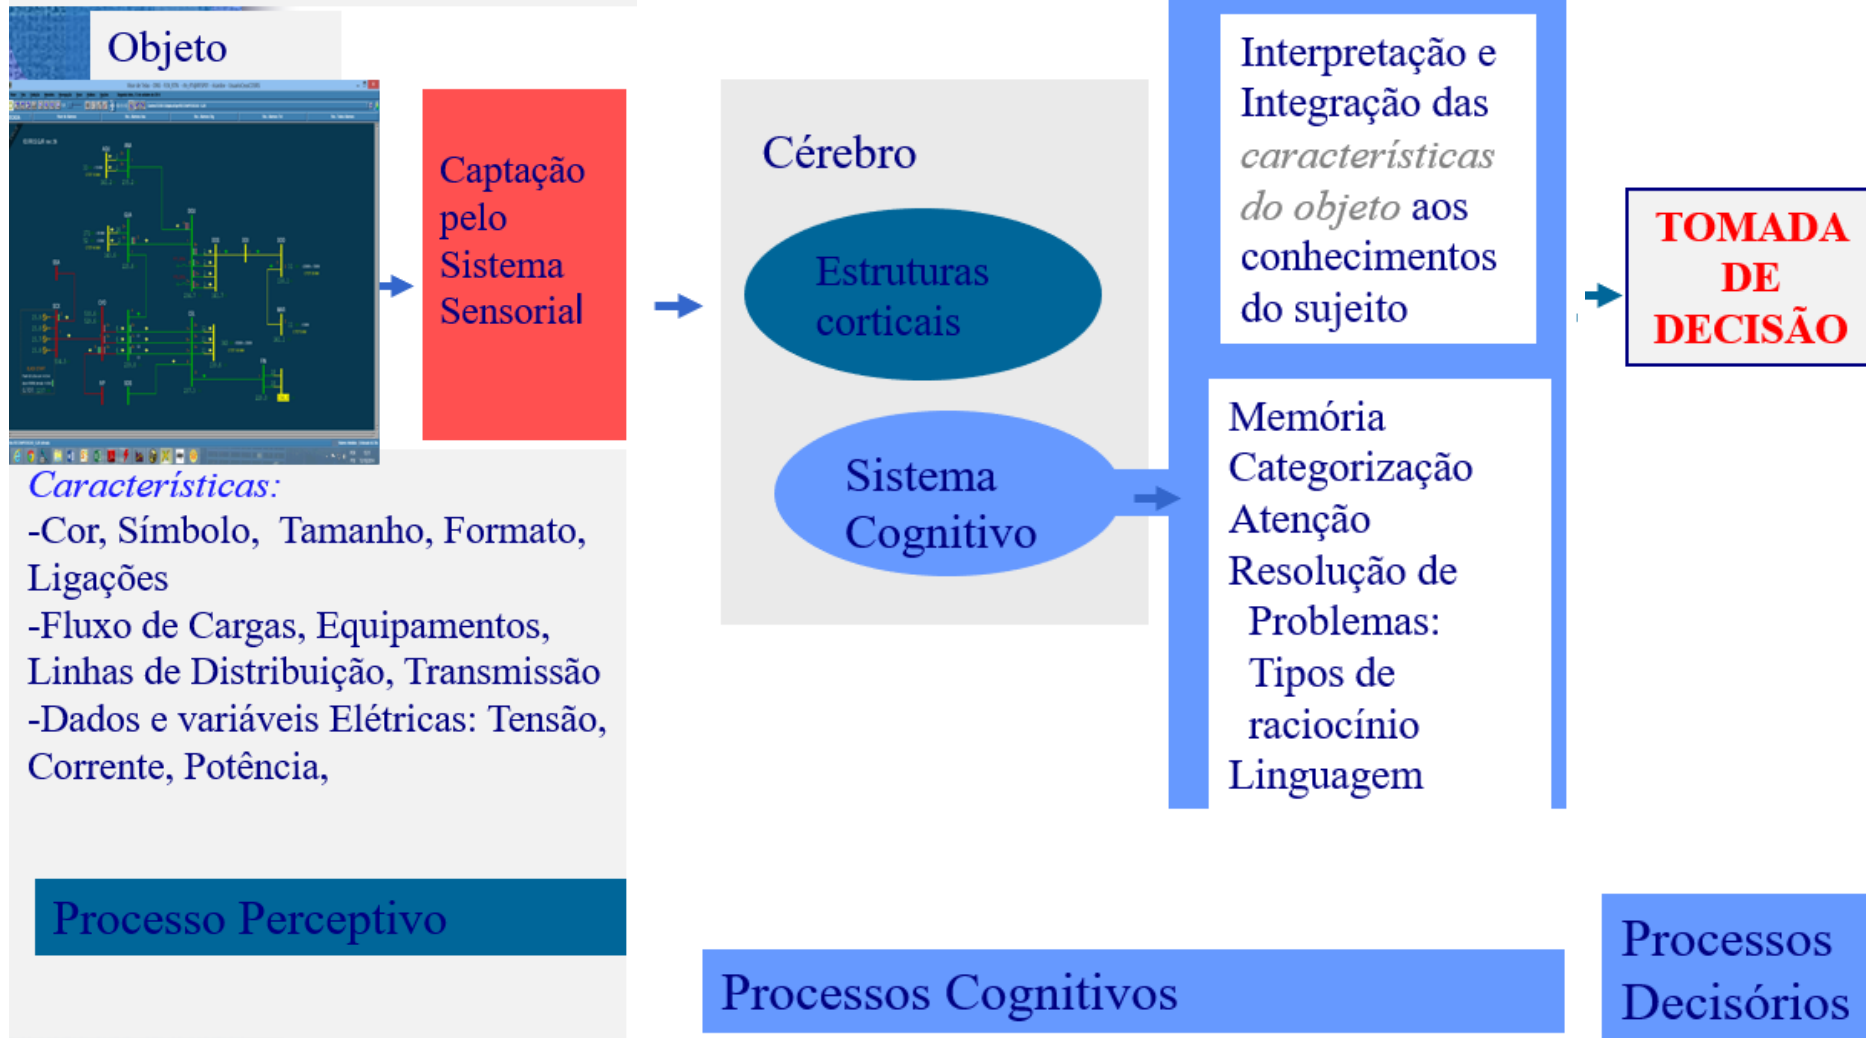 Objeto
Captação
pelo
Sistema
Sensorial
Características:
-Cor, Símbolo, Tamanho, Formato,
Ligações
-Fluxo de Cargas, Equipamentos,
Linhas de Distribuição, Transmissão
-Dados e variáveis Elétricas: Tensão,
Corrente, Potência,
Processo Perceptivo
Cérebro
Estruturas
corticais
Sistema
Cognitivo
Interpretação e
Integração das
características
do objeto aos
conhecimentos
do sujeito
Memória
Categorização
Atenção
Resolução de
Problemas:
Tipos de
raciocínio
Linguagem
Processos Cognitivos
TOMADA
DE
DECISÃO
Processos
Decisórios